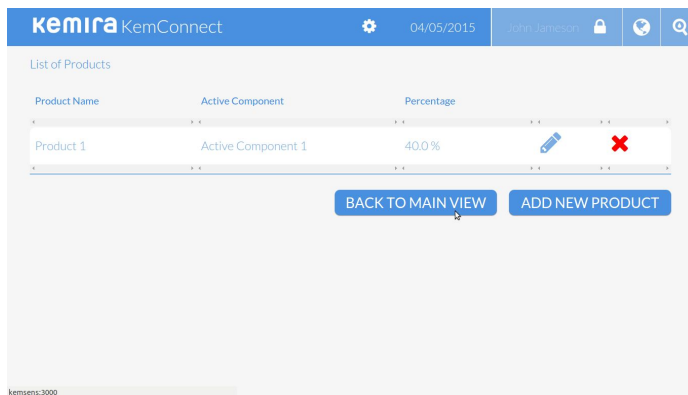 kemira KemConnect 04/05/2015 John Jameson
List of Products
Product Name Active Component Percentage
Product 1 Active Component 1 40.0 %
BACK TO MAIN VIEW ADD NEW PRODUCT
kemsens:3000